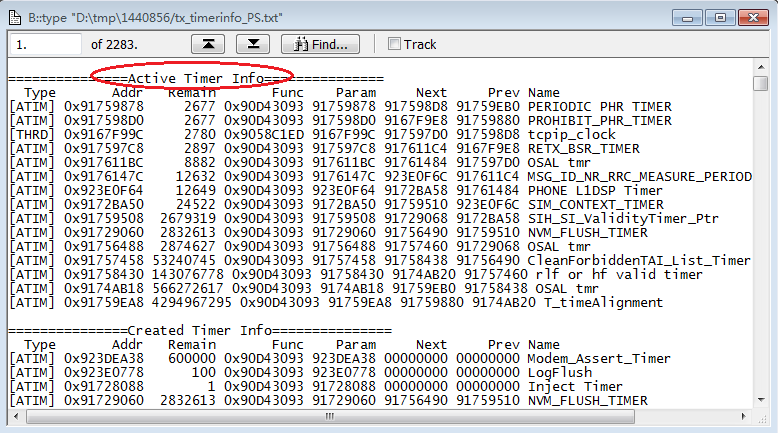 B::type "D:\tmp\1440856/tx_timerinfo_PS.txt"
1. of 2283. Find... Track
===============Active Timer Info===============
Type Addr Remain Func Param Next Prev Name
[ATIM] 0x91759878 2677 0x90D43093 91759878 917598D8 91759EB0 PERIODIC PHR TIMER
[ATIM] 0x917598D0 2677 0x90D43093 917598D0 9167F9E8 91759880 PROHIBIT_PHR_TIMER
[THRD] 0x9167F99C 2780 0x9058C1ED 9167F99C 917597D0 917598D8 tcpip_clock
[ATIM] 0x917597C8 2897 0x90D43093 917597C8 917611C4 9167F9E8 RETX_BSR_TIMER
[ATIM] 0x917611BC 8882 0x90D43093 917611BC 91761484 917597D0 OSAL tmr
[ATIM] 0x9176147C 12632 0x90D43093 9176147C 923E0F6C 917611C4 MSG_ID_NR_RRC_MEASURE_PERIOD
[ATIM] 0x923E0F64 12649 0x90D43093 923E0F64 9172BA58 91761484 PHONE L1DSP Timer
[ATIM] 0x9172BA50 24522 0x90D43093 9172BA50 91759510 923E0F6C SIM_CONTEXT_TIMER
[ATIM] 0x91759508 2679319 0x90D43093 91759508 91729068 9172BA58 SIH_SI_ValidityTimer_Ptr
[ATIM] 0x91729060 2832613 0x90D43093 91729060 91756490 91759510 NVM_FLUSH_TIMER
[ATIM] 0x91756488 2874627 0x90D43093 91756488 91757460 91729068 OSAL tmr
[ATIM] 0x91757458 53240745 0x90D43093 91757458 91758438 91756490 CleanForbiddenTAI_List_Timer
[ATIM] 0x91758430 143076778 0x90D43093 91758430 9174AB20 91757460 rlf or hf valid timer
[ATIM] 0x9174AB18 566272617 0x90D43093 9174AB18 91759EB0 91758438 OSAL tmr
[ATIM] 0x91759EA8 4294967295 0x90D43093 91759EA8 91759880 9174AB20 T_timeAlignment
===============Created Timer Info===============
Type Addr Remain Func Param Next Prev Name
[ATIM] 0x923DEA38 600000 0x90D43093 923DEA38 00000000 00000000 Modem_Assert_Timer
[ATIM] 0x923E0778 100 0x90D43093 923E0778 00000000 00000000 LogFlush
[ATIM] 0x91728088 1 0x90D43093 91728088 00000000 00000000 Inject Timer
[ATIM] 0x91729060 2832613 0x90D43093 91729060 91756490 91759510 NVM_FLUSH_TIMER